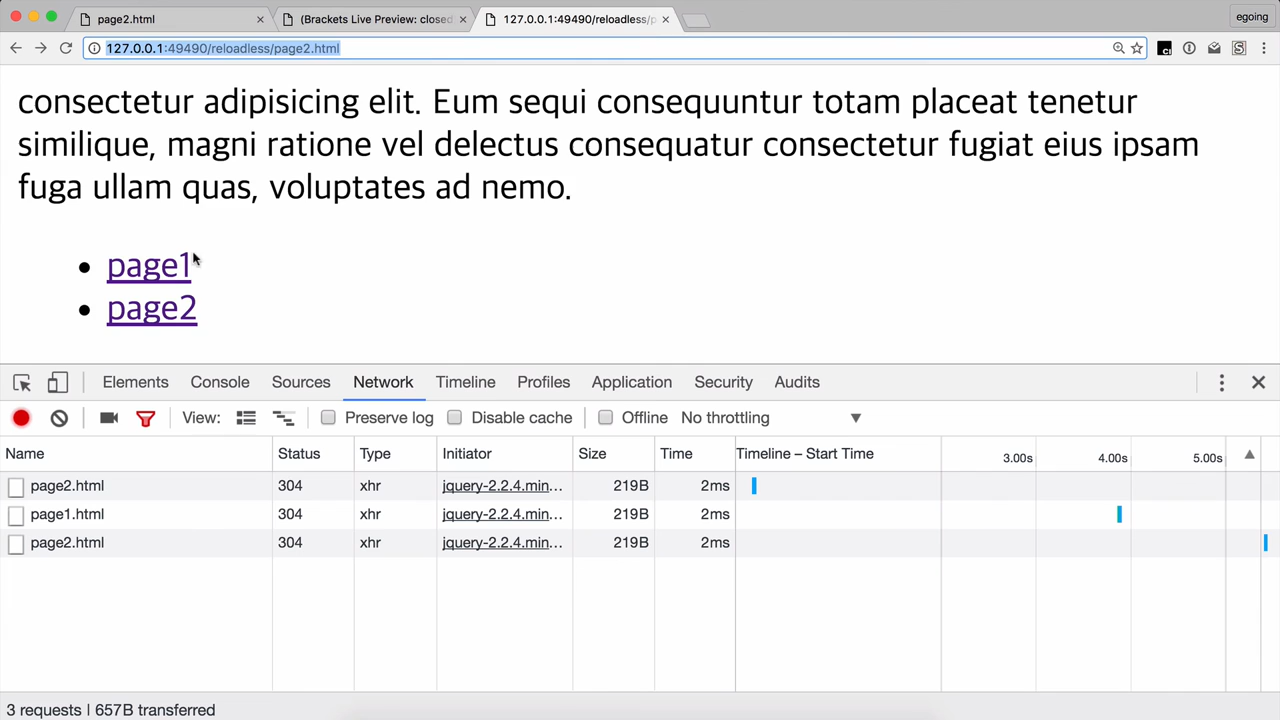 page2.html
(Brackets Live Preview: closed
127.0.0.1:49490/reloadless/p
egoing
127.0.0.1:49490/reloadless/page2.html
consectetur adipisicing elit. Eum sequi consequuntur totam placeat tenetur
similique, magni ratione vel delectus consequatur consectetur fugiat eius ipsam
fuga ullam quas, voluptates ad nemo.
page1
page2
Elements Console Sources Network Timeline Profiles Application Security Audits
View: Preserve log Disable cache Offline No throttling
Name Status Type Initiator Size Time Timeline – Start Time 3.00s 4.00s 5.00s
page2.html 304 xhr jquery-2.2.4.min... 219B 2ms
page1.html 304 xhr jquery-2.2.4.min... 219B 2ms
page2.html 304 xhr jquery-2.2.4.min... 219B 2ms
3 requests | 657B transferred